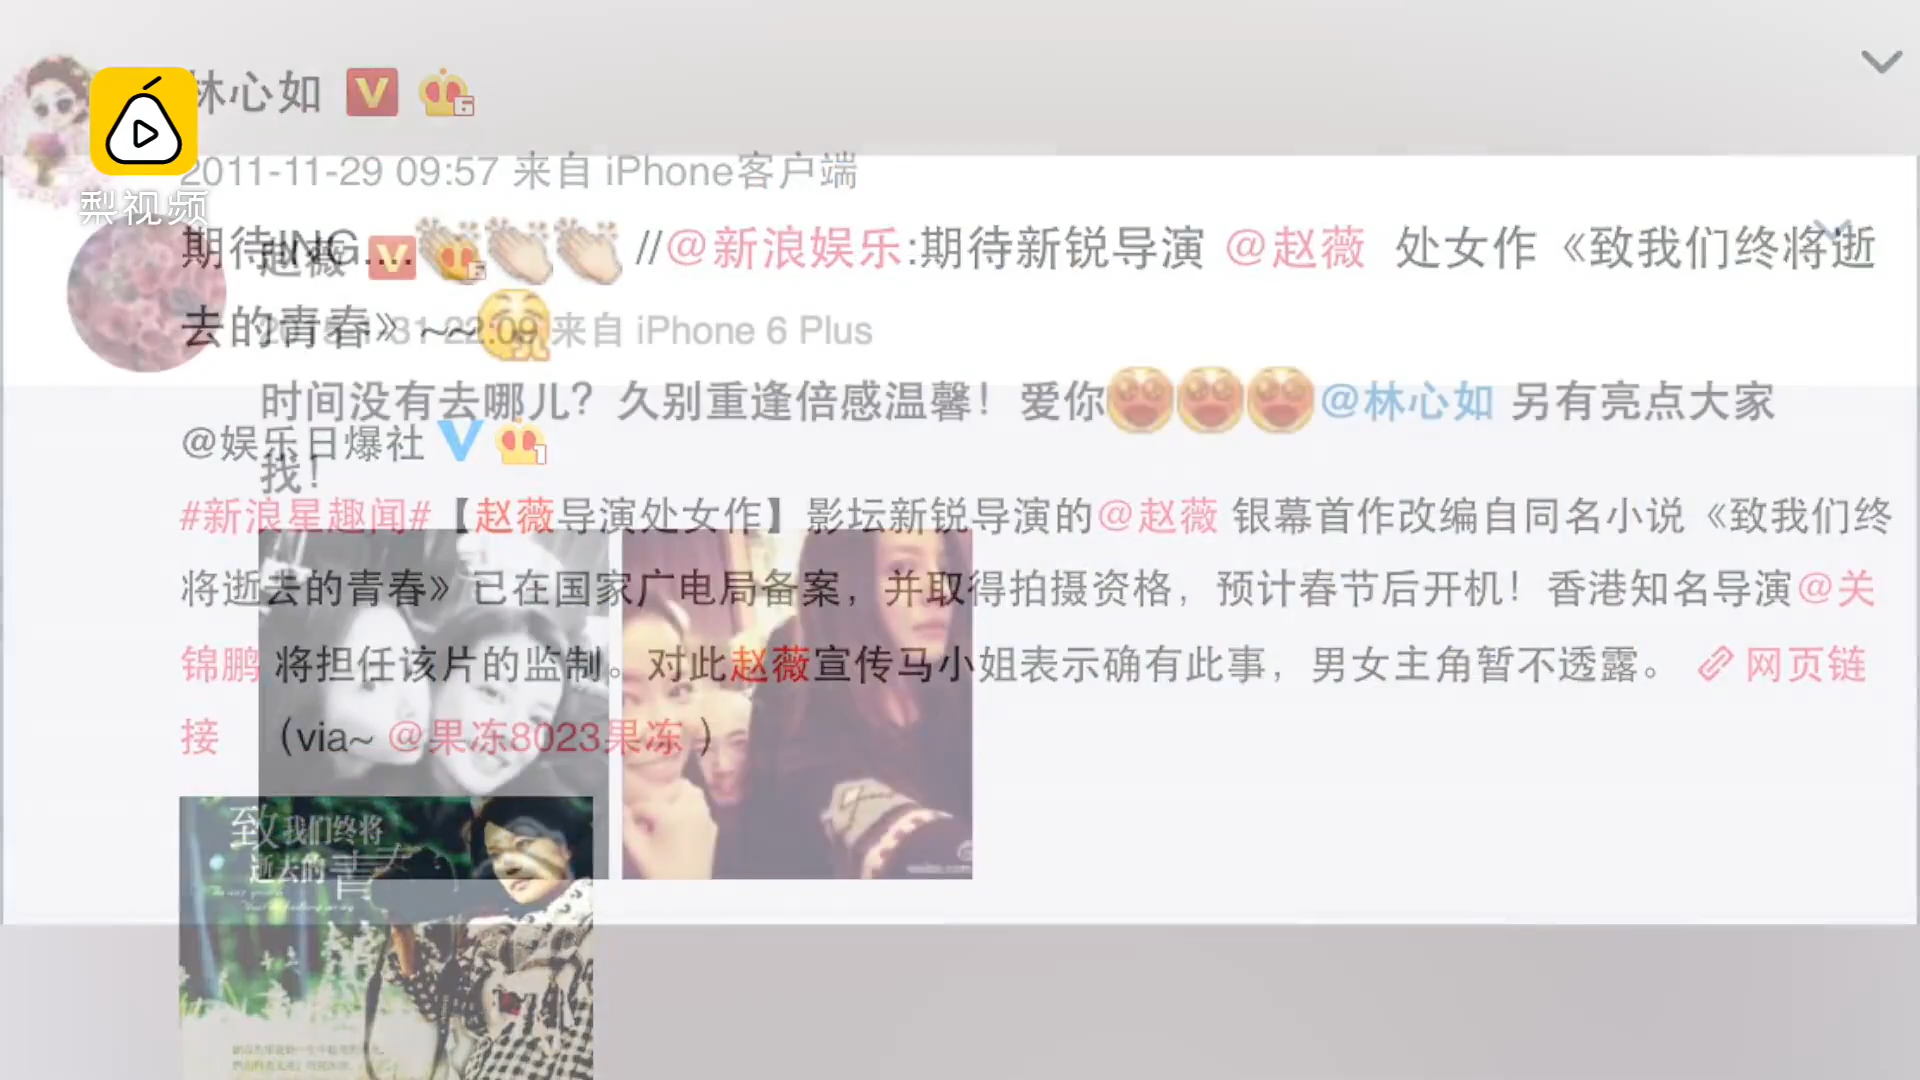 林心如
2011-11-29 09:57 来自 iPhone客户端
梨视频
期待ING.... //@新浪娱乐:期待新锐导演 @赵薇 处女作《致我们终将逝
去的青春》~~
赵薇
22:09 来自 iPhone 6 Plus
时间没有去哪儿？久别重逢倍感温馨！爱你 @林心如 另有亮点大家
找！
@娱乐日爆社
#新浪星趣闻#【赵薇导演处女作】影坛新锐导演的@赵薇 银幕首作改编自同名小说《致我们终
将逝去的青春》已在国家广电局备案，并取得拍摄资格，预计春节后开机！香港知名导演@关
锦鹏 将担任该片的监制。对此赵薇宣传马小姐表示确有此事，男女主角暂不透露。 网页链
接 （via~ @果冻8023果冻 ）
致我们终将
逝去的青春